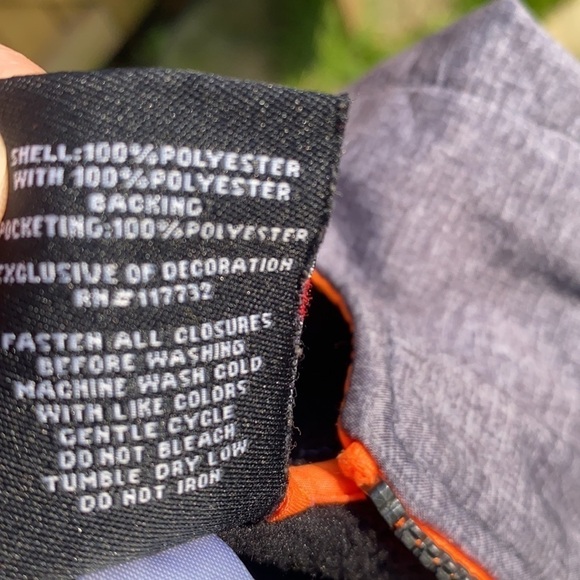 SHELL:100%POLYESTER
WITH 100%POLYESTER
BACKING
POCKETING:100%POLYESTER
EXCLUSIVE OF DECORATION
RN#117732
FASTEN ALL CLOSURES
BEFORE WASHING
MACHINE WASH COLD
WITH LIKE COLORS
GENTLE CYCLE
DO NOT BLEACH
TUMBLE DRY LOW
DO NOT IRON